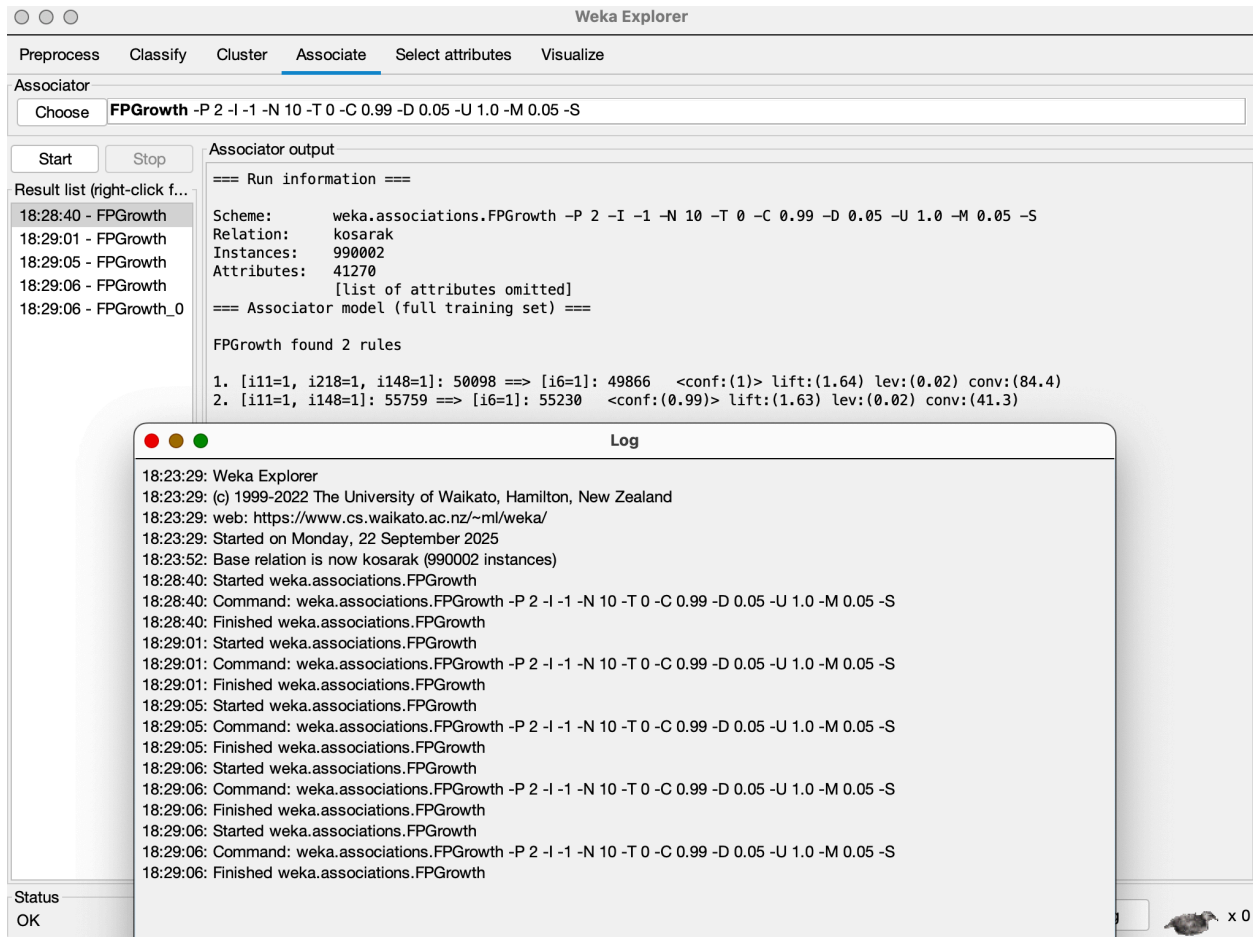 Weka Explorer
Preprocess Classify Cluster Associate Select attributes Visualize
Associator
Choose FPGrowth -P 2 -I -1 -N 10 -T 0 -C 0.99 -D 0.05 -U 1.0 -M 0.05 -S
Start Stop
Result list (right-click f...
18:28:40 - FPGrowth
18:29:01 - FPGrowth
18:29:05 - FPGrowth
18:29:06 - FPGrowth
18:29:06 - FPGrowth_0
Associator output
=== Run information ===
Scheme: weka.associations.FPGrowth -P 2 -I -1 -N 10 -T 0 -C 0.99 -D 0.05 -U 1.0 -M 0.05 -S
Relation: kosarak
Instances: 990002
Attributes: 41270
[list of attributes omitted]
=== Associator model (full training set) ===
FPGrowth found 2 rules
1. [i11=1, i218=1, i148=1]: 50098 ==> [i6=1]: 49866 <conf:(1)> lift:(1.64) lev:(0.02) conv:(84.4)
2. [i11=1, i148=1]: 55759 ==> [i6=1]: 55230 <conf:(0.99)> lift:(1.63) lev:(0.02) conv:(41.3)
Log
18:23:29: Weka Explorer
18:23:29: (c) 1999-2022 The University of Waikato, Hamilton, New Zealand
18:23:29: web: https://www.cs.waikato.ac.nz/~ml/weka/
18:23:29: Started on Monday, 22 September 2025
18:23:52: Base relation is now kosarak (990002 instances)
18:28:40: Started weka.associations.FPGrowth
18:28:40: Command: weka.associations.FPGrowth -P 2 -I -1 -N 10 -T 0 -C 0.99 -D 0.05 -U 1.0 -M 0.05 -S
18:28:40: Finished weka.associations.FPGrowth
18:29:01: Started weka.associations.FPGrowth
18:29:01: Command: weka.associations.FPGrowth -P 2 -I -1 -N 10 -T 0 -C 0.99 -D 0.05 -U 1.0 -M 0.05 -S
18:29:01: Finished weka.associations.FPGrowth
18:29:05: Started weka.associations.FPGrowth
18:29:05: Command: weka.associations.FPGrowth -P 2 -I -1 -N 10 -T 0 -C 0.99 -D 0.05 -U 1.0 -M 0.05 -S
18:29:05: Finished weka.associations.FPGrowth
18:29:06: Started weka.associations.FPGrowth
18:29:06: Command: weka.associations.FPGrowth -P 2 -I -1 -N 10 -T 0 -C 0.99 -D 0.05 -U 1.0 -M 0.05 -S
18:29:06: Finished weka.associations.FPGrowth
18:29:06: Started weka.associations.FPGrowth
18:29:06: Command: weka.associations.FPGrowth -P 2 -I -1 -N 10 -T 0 -C 0.99 -D 0.05 -U 1.0 -M 0.05 -S
18:29:06: Finished weka.associations.FPGrowth
Status
OK
x 0